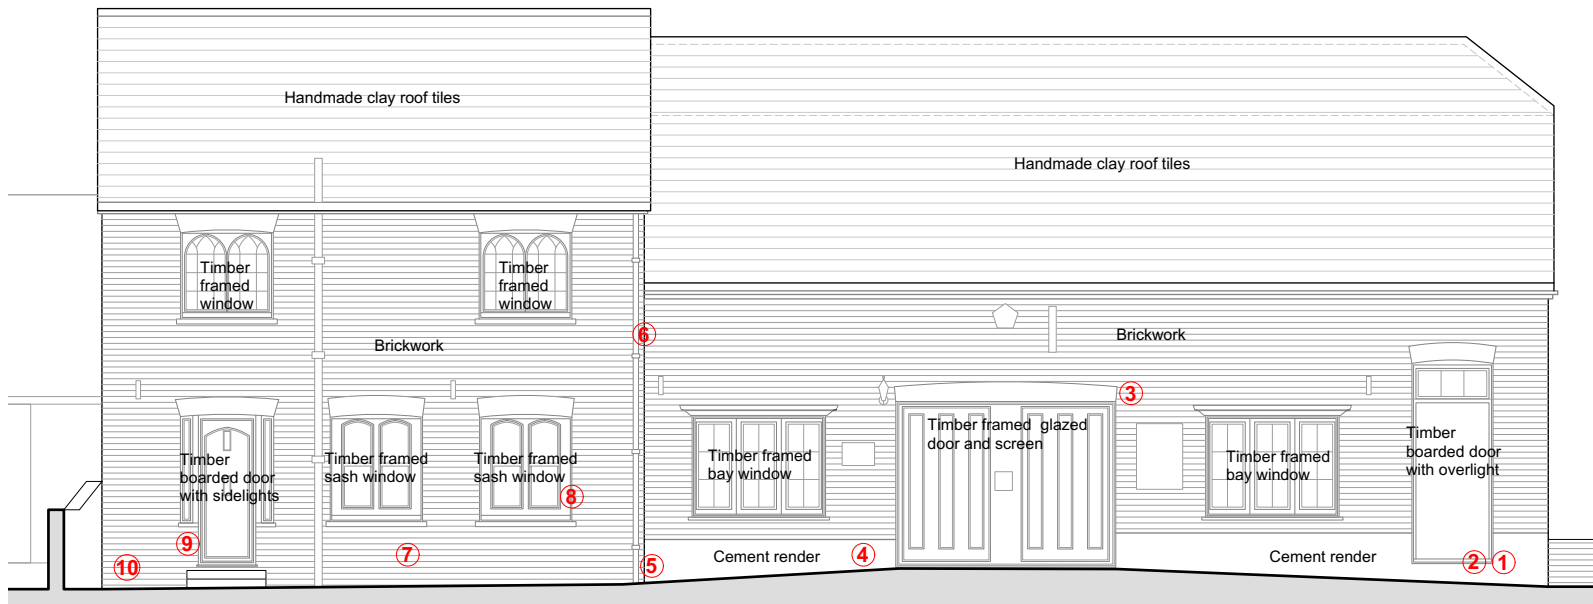 Handmade clay roof tiles
Handmade clay roof tiles
Timber
framed
window
Timber
framed
window
Brickwork
6
Brickwork
3
Timber
boarded door
with sidelights
Timber framed
sash window
Timber framed
sash window
8
Timber framed
bay window
Timber framed glazed
door and screen
Timber framed
bay window
Timber
boarded door
with overlight
9
10
7
5
Cement render
4
Cement render
2
1